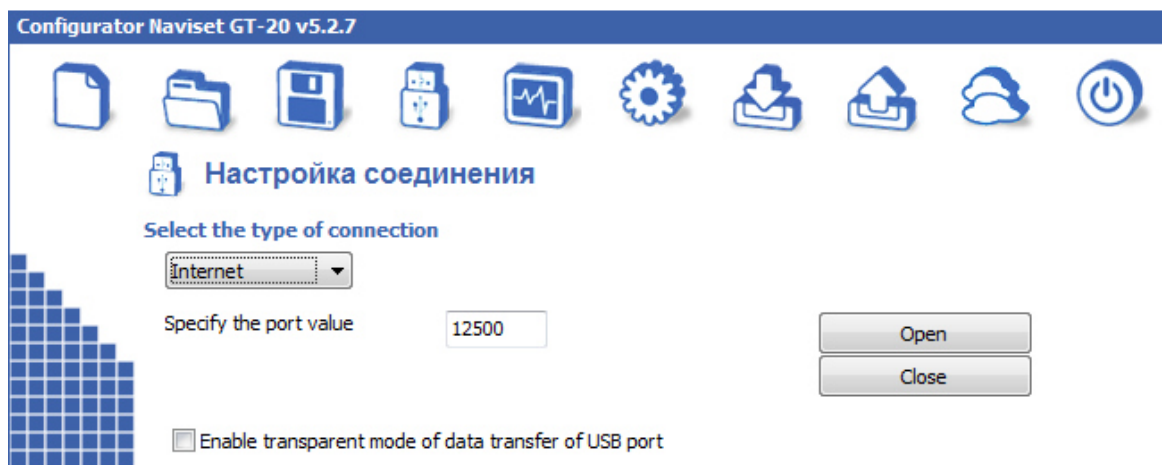 Configurator Naviset GT-20 v5.2.7
Настройка соединения
Select the type of connection
Internet
Specify the port value
12500
Open
Close
Enable transparent mode of data transfer of USB port